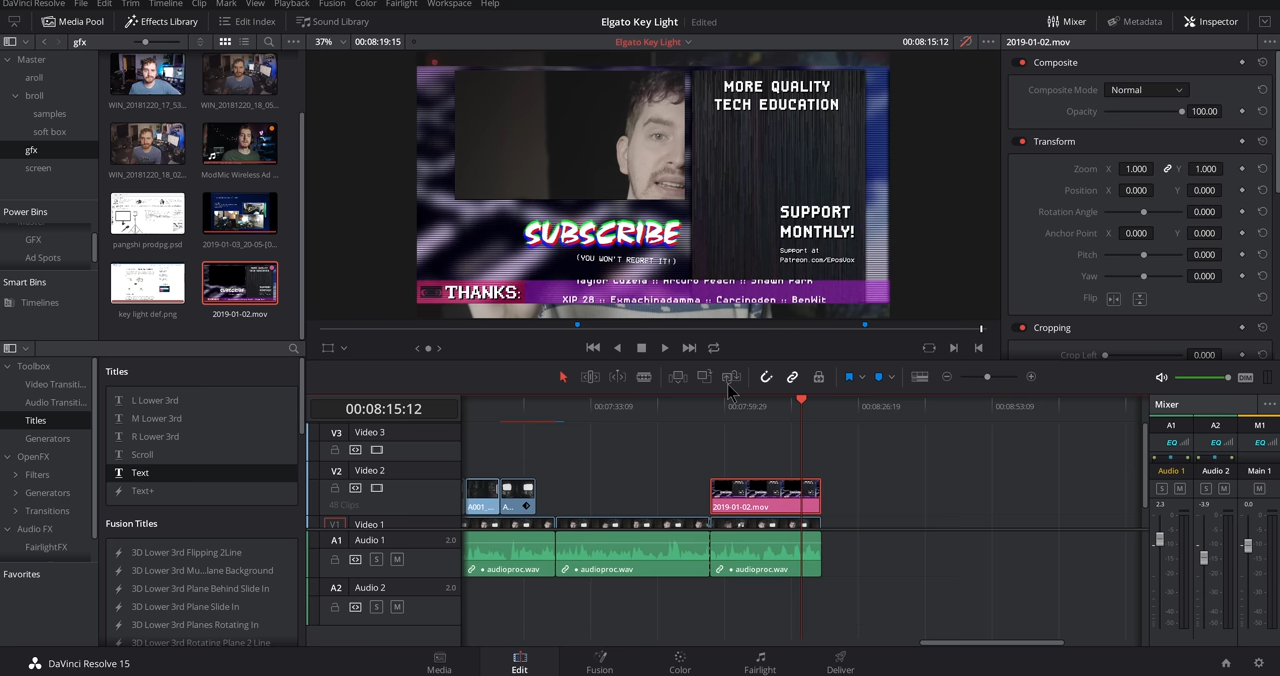 DaVinci Resolve File Edit Trim Timeline Clip Mark View Playback Fusion Color Fairlight Workspace Help
Media Pool Effects Library Edit Index Sound Library Elgato Key Light Edited Mixer Metadata Inspector
gfx 37% 00:08:19:15 Elgato Key Light 00:08:15:12 2019-01-02.mov
Master
aroll
broll
samples
soft box
gfx
screen
Power Bins
GFX
Ad Spots
Smart Bins
Timelines
WIN_20181220_17_53... WIN_20181220_18_05...
WIN_20181220_18_02... ModMic Wireless Ad ...
pangshi prodpg.psd 2019-01-03_20-05-[0...
key light def.png 2019-01-02.mov
MORE QUALITY
TECH EDUCATION
SUBSCRIBE
(YOU WON'T REGRET IT!)
SUPPORT
MONTHLY!
Support at
Patreon.com/EposVox
THANKS:
XIP 28 :: Exmachinadamma :: Carcinoden :: BenWit
Composite
Composite Mode Normal
Opacity 100.00
Transform
Zoom X 1.000 Y 1.000
Position X 0.000 Y 0.000
Rotation Angle 0.000
Anchor Point X 0.000 Y 0.000
Pitch 0.000
Yaw 0.000
Flip
Cropping
Crop Left 0.000
Toolbox
Video Transiti...
Audio Transiti...
Titles
Generators
OpenFX
Filters
Generators
Transitions
Audio FX
FairlightFX
Favorites
Titles
L Lower 3rd
M Lower 3rd
R Lower 3rd
Scroll
Text
Text+
Fusion Titles
3D Lower 3rd Flipping 2Line
3D Lower 3rd Mu...lane Background
3D Lower 3rd Plane Behind Slide In
3D Lower 3rd Plane Slide In
3D Lower 3rd Planes Rotating In
3D Lower 3rd Rotating Plane 2 Line
DIM
00:08:15:12 00:07:33:09 00:07:59:29 00:08:26:19 00:08:53:09
V3 Video 3
V2 Video 2
48 Clips
V1 Video 1
A1 Audio 1 2.0
S M
A2 Audio 2 2.0
S M
A001_... A... 2019-01-02.mov
audioproc.wav audioproc.wav audioproc.wav
Mixer
A1 A2 M1
EQ EQ EQ
Audio 1 Audio 2 Main 1
S M S M M
2.3 -3.9 0.0
DaVinci Resolve 15 Media Edit Fusion Color Fairlight Deliver